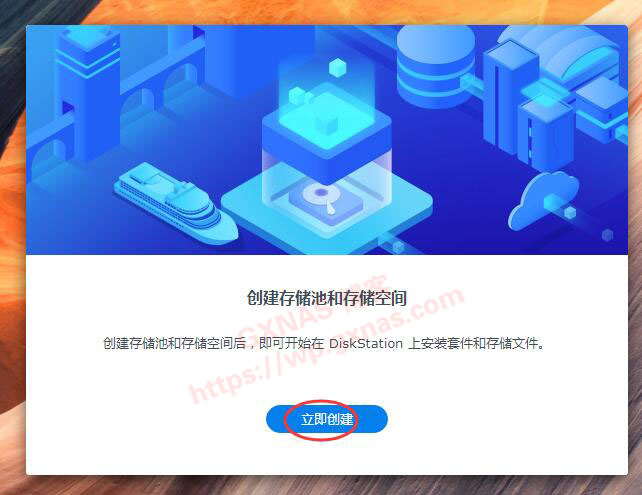 创建存储池和存储空间
创建存储池和存储空间后，即可开始在 DiskStation 上安装套件和存储文件。
GXNAS 博客
https://wp.gxnas.com
立即创建